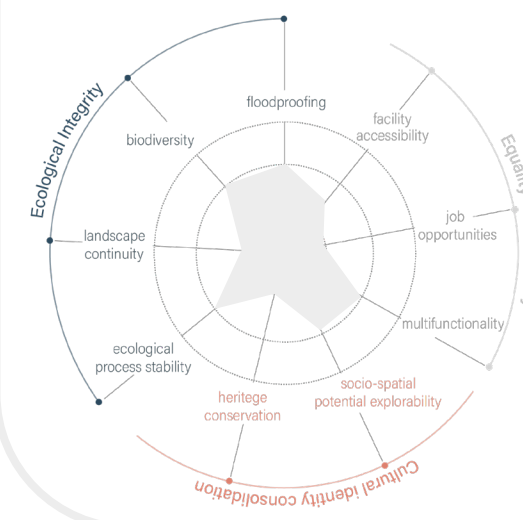 floodproofing
biodiversity
facility
accessibility
Ecological Integrity
Equality
landscape
continuity
job
opportunities
multifunctionality
ecological
process stability
heritege
conservation
socio-spatial
potential explorability
Cultural identity consolidation